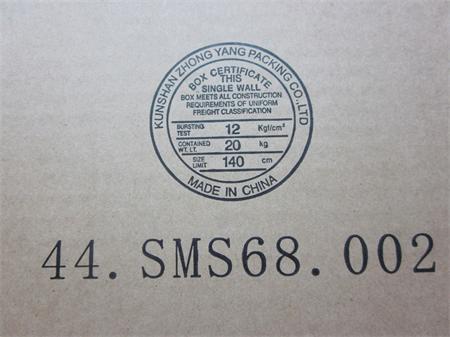 KUNSHAN ZHONG YANG PACKING CO.,LTD
BOX CERTIFICATE
THIS
SINGLE WALL
BOX MEETS ALL CONSTRUCTION
REQUIREMENTS OF UNIFORM
FREIGHT CLASSIFICATION
BURSTING TEST 12 Kgf/cm²
CONTAINED WT. LT. 20 kg
SIZE LIMIT 140 cm
MADE IN CHINA
44.SMS68.002